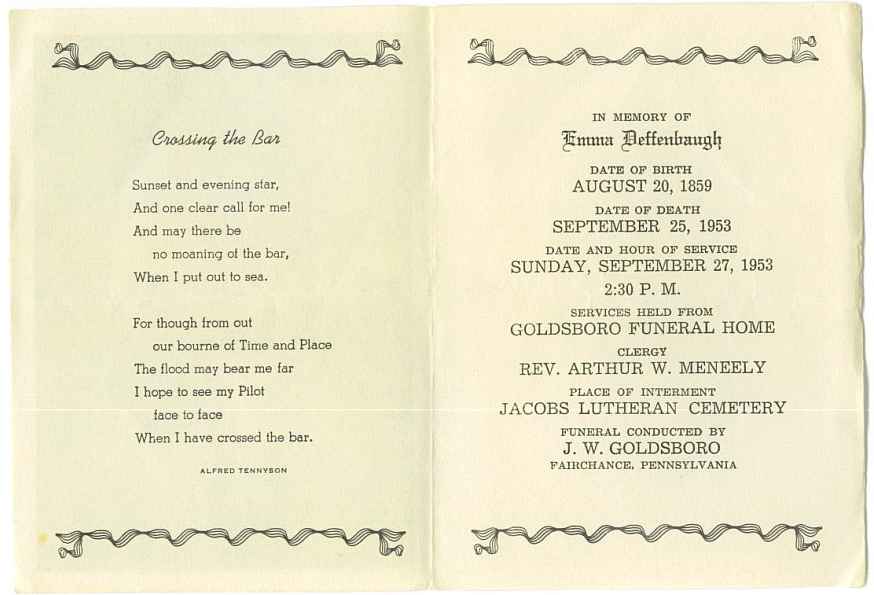 Crossing the Bar
Sunset and evening star,
And one clear call for me!
And may there be
no moaning of the bar,
When I put out to sea.
For though from out
our bourne of Time and Place
The flood may bear me far
I hope to see my Pilot
face to face
When I have crossed the bar.
ALFRED TENNYSON
IN MEMORY OF
Emma Deffenbaugh
DATE OF BIRTH
AUGUST 20, 1859
DATE OF DEATH
SEPTEMBER 25, 1953
DATE AND HOUR OF SERVICE
SUNDAY, SEPTEMBER 27, 1953
2:30 P. M.
SERVICES HELD FROM
GOLDSBORO FUNERAL HOME
CLERGY
REV. ARTHUR W. MENEELY
PLACE OF INTERMENT
JACOBS LUTHERAN CEMETERY
FUNERAL CONDUCTED BY
J. W. GOLDSBORO
FAIRCHANCE, PENNSYLVANIA